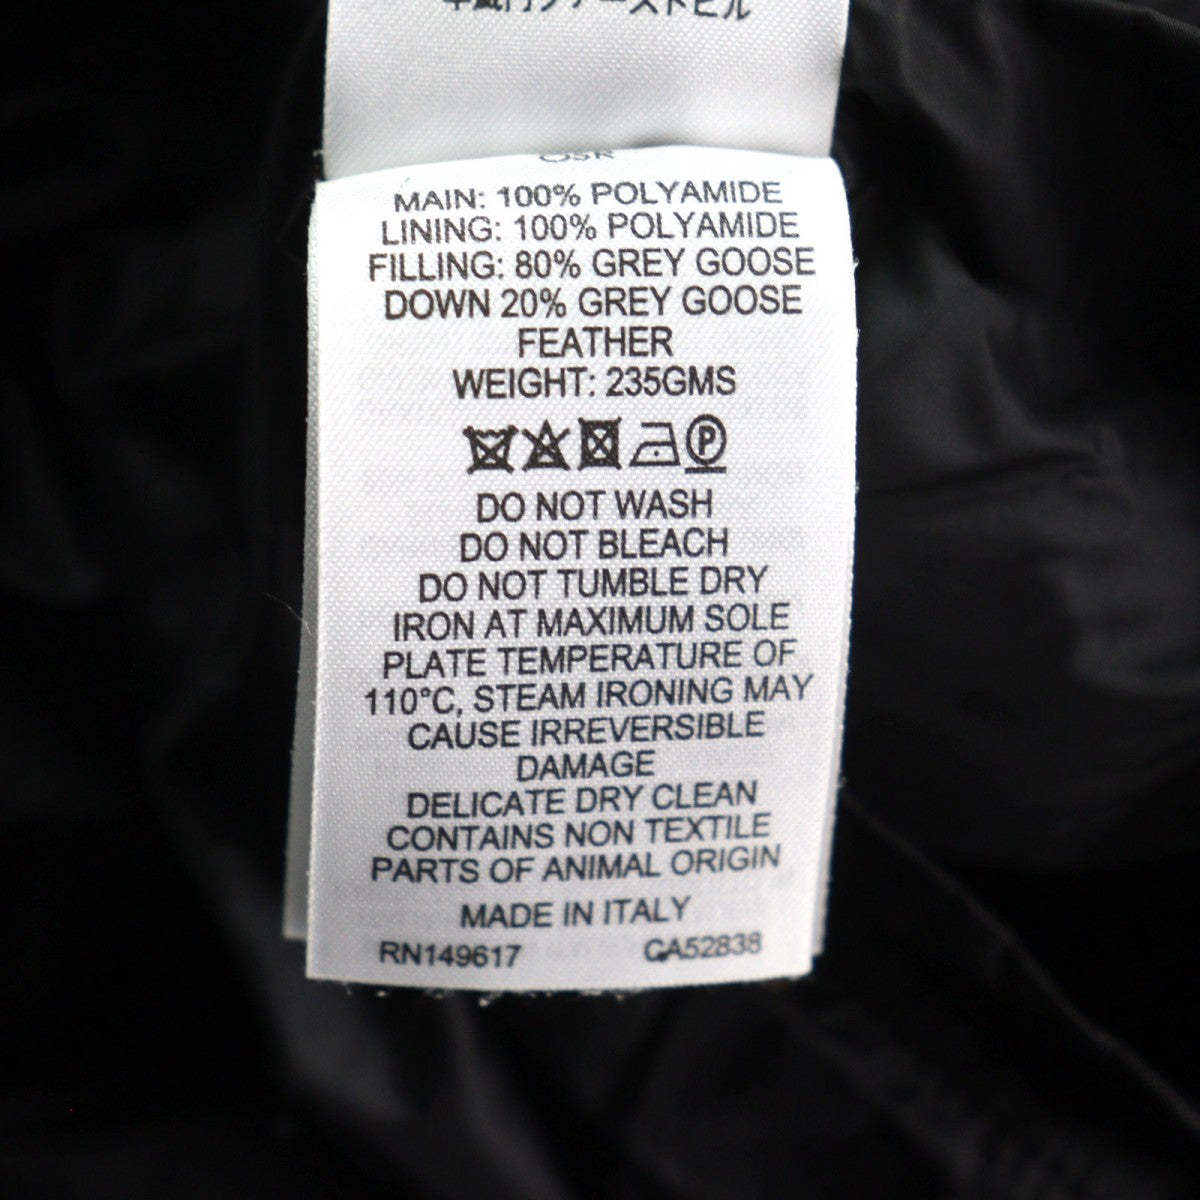 MAIN: 100% POLYAMIDE
LINING: 100% POLYAMIDE
FILLING: 80% GREY GOOSE
DOWN 20% GREY GOOSE
FEATHER
WEIGHT: 235GMS
P
DO NOT WASH
DO NOT BLEACH
DO NOT TUMBLE DRY
IRON AT MAXIMUM SOLE
PLATE TEMPERATURE OF
110°C, STEAM IRONING MAY
CAUSE IRREVERSIBLE
DAMAGE
DELICATE DRY CLEAN
CONTAINS NON TEXTILE
PARTS OF ANIMAL ORIGIN
MADE IN ITALY
RN149617 CA52838